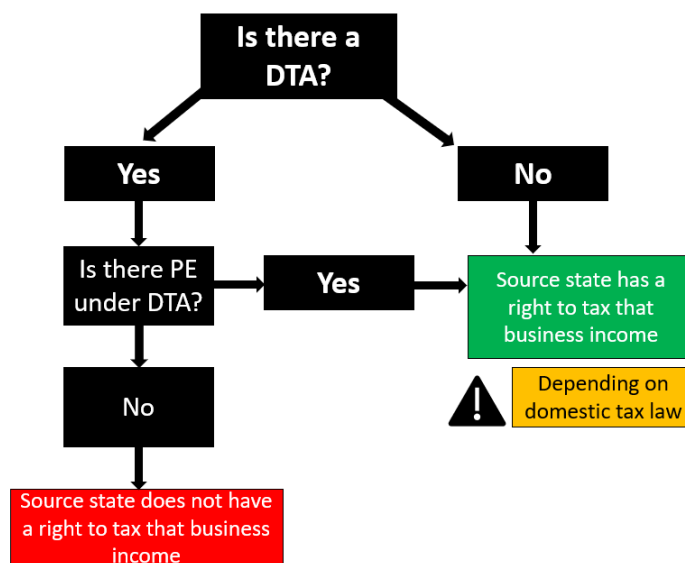 Is there a
DTA?
Yes
No
Is there PE
under DTA?
Yes
Source state has a
right to tax that
business income
Depending on
domestic tax law
No
Source state does not have
a right to tax that business
income